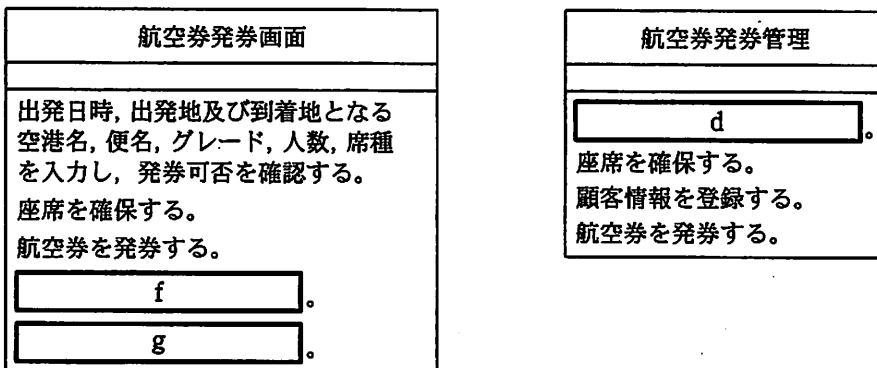 航空券発券画面
出発日時, 出発地及び到着地となる
空港名, 便名, グレード, 人数, 席種
を入力し, 発券可否を確認する。
座席を確保する。
航空券を発券する。
f。
g。
航空券発券管理
d。
座席を確保する。
顧客情報を登録する。
航空券を発券する。